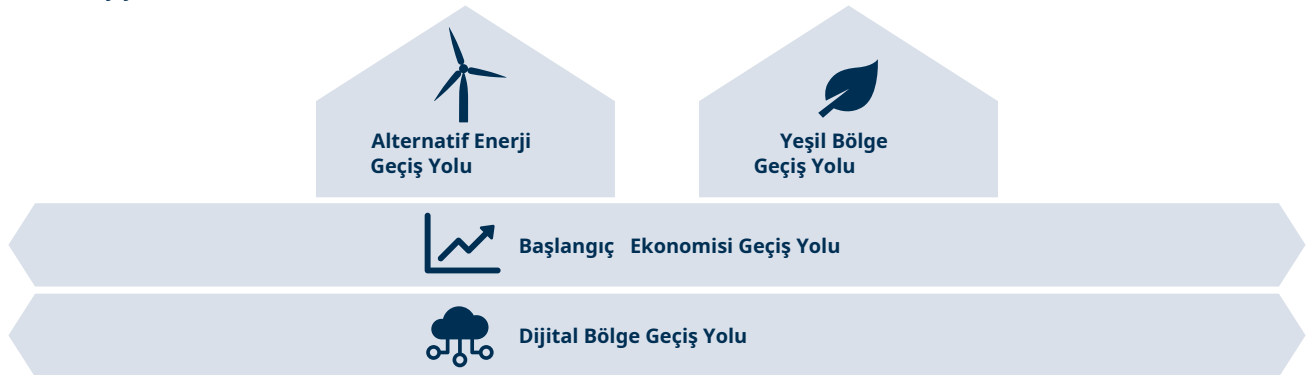 Alternatif Enerji
Geçiş Yolu
Yeşil Bölge
Geçiş Yolu
Başlangıç Ekonomisi Geçiş Yolu
Dijital Bölge Geçiş Yolu